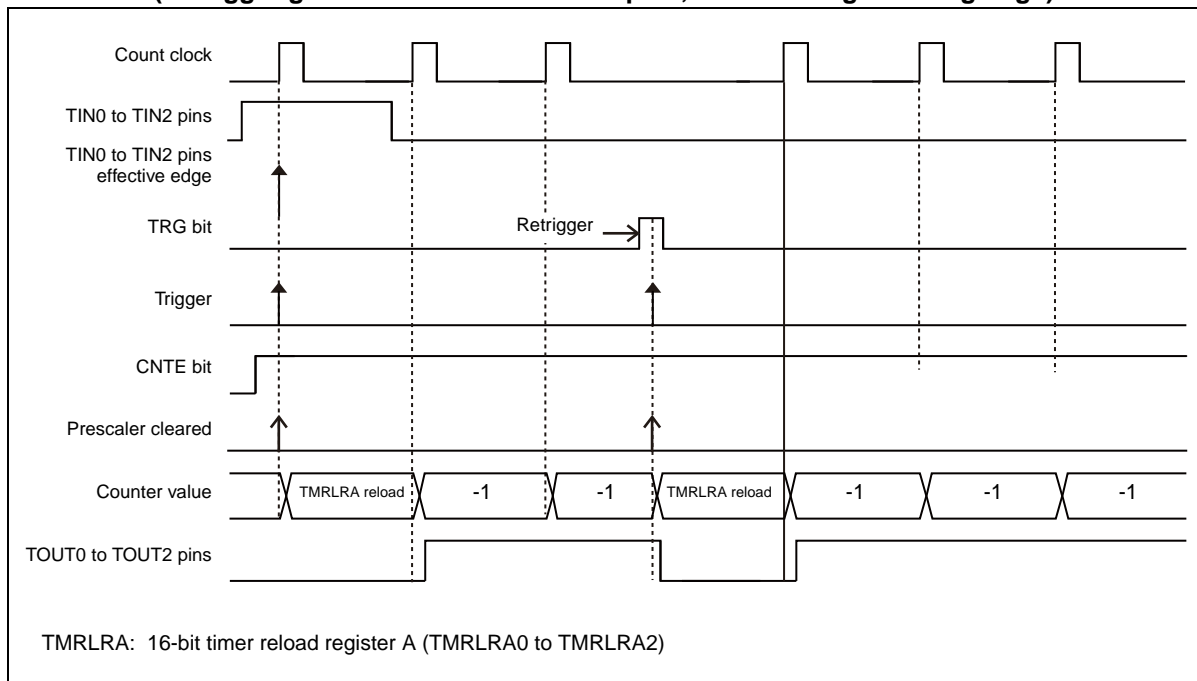 Count clock
TIN0 to TIN2 pins
TIN0 to TIN2 pins
effective edge
TRG bit
Retrigger
Trigger
CNTE bit
Prescaler cleared
Counter value
TMRLRA reload
-1
-1
TMRLRA reload
-1
-1
-1
TOUT0 to TOUT2 pins
TMRLRA: 16-bit timer reload register A (TMRLRA0 to TMRLRA2)